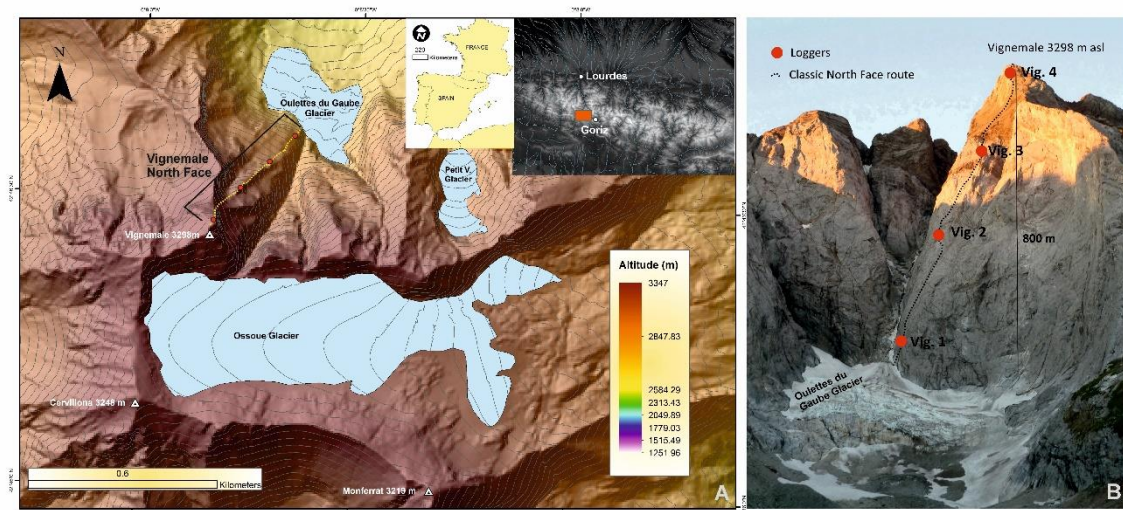 N
Oulettes du Gaube
Glacier
Vignemale
North Face
Vignemale 3298m
Petit V.
Glacier
Ossoue Glacier
Cervillona 3248 m
Monferrat 3219 m
0.6
Kilometers
N
220
Kilometers
FRANCE
SPAIN
Lourdes
Goriz
Altitude (m)
3347
2847.83
2584.29
2313.43
2049.89
1779.03
1515.49
1251.96
A
Loggers
Classic North Face route
Vignemale 3298 m asl
Vig. 4
Vig. 3
Vig. 2
800 m
Vig. 1
Oulettes du
Gaube Glacier
B